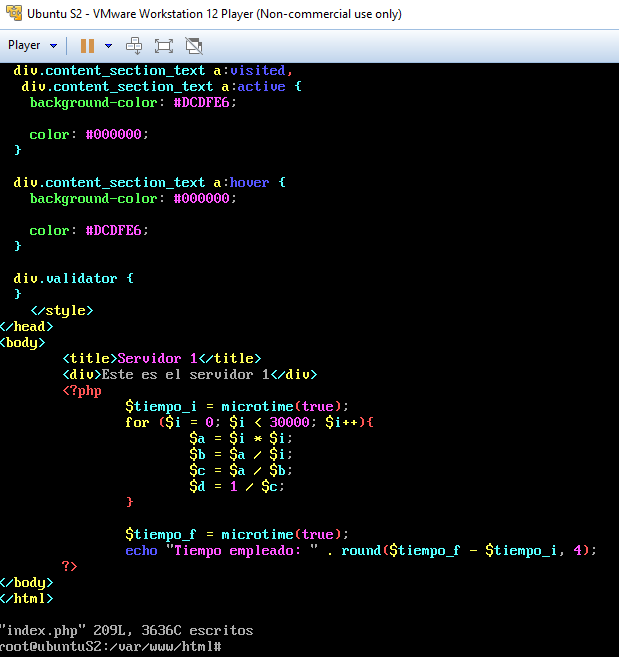 Ubuntu S2 - VMware Workstation 12 Player (Non-commercial use only)
Player
div.content_section_text a:visited,
div.content_section_text a:active {
background-color: #DCDFE6;
color: #000000;
}
div.content_section_text a:hover {
background-color: #000000;
color: #DCDFE6;
}
div.validator {
}
</style>
</head>
<body>
<title>Servidor 1</title>
<div>Este es el servidor 1</div>
<?php
$tiempo_i = microtime(true);
for ($i = 0; $i < 30000; $i++){
$a = $i * $i;
$b = $a / $i;
$c = $a / $b;
$d = 1 / $c;
}
$tiempo_f = microtime(true);
echo "Tiempo empleado: " . round($tiempo_f - $tiempo_i, 4);
?>
</body>
</html>
"index.php" 209L, 3636C escritos
root@ubuntuS2:/var/www/html#